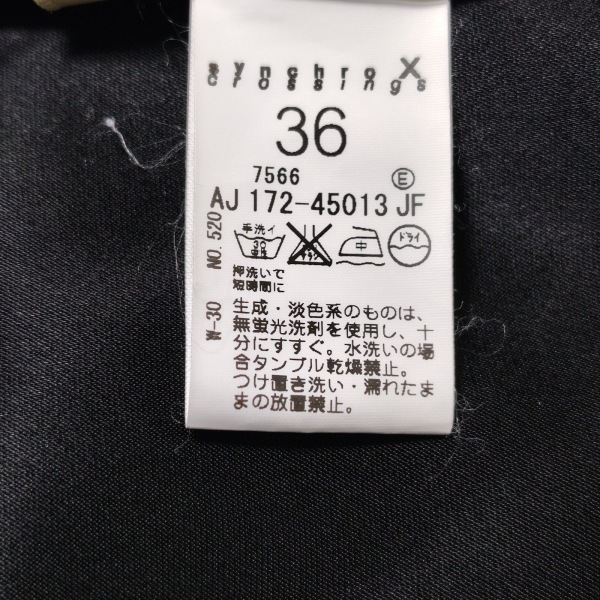 synchro
crossings
36
7566 E
AJ 172-45013 JF
手洗イ
30
中性
ドライ
押洗いで
短時間に
生成・淡色系のものは、
無蛍光洗剤を使用し、十
分にすすぐ。水洗いの場
合タンブル乾燥禁止。
つけ置き洗い・濡れたま
まの放置禁止。
W-30 NO. 520